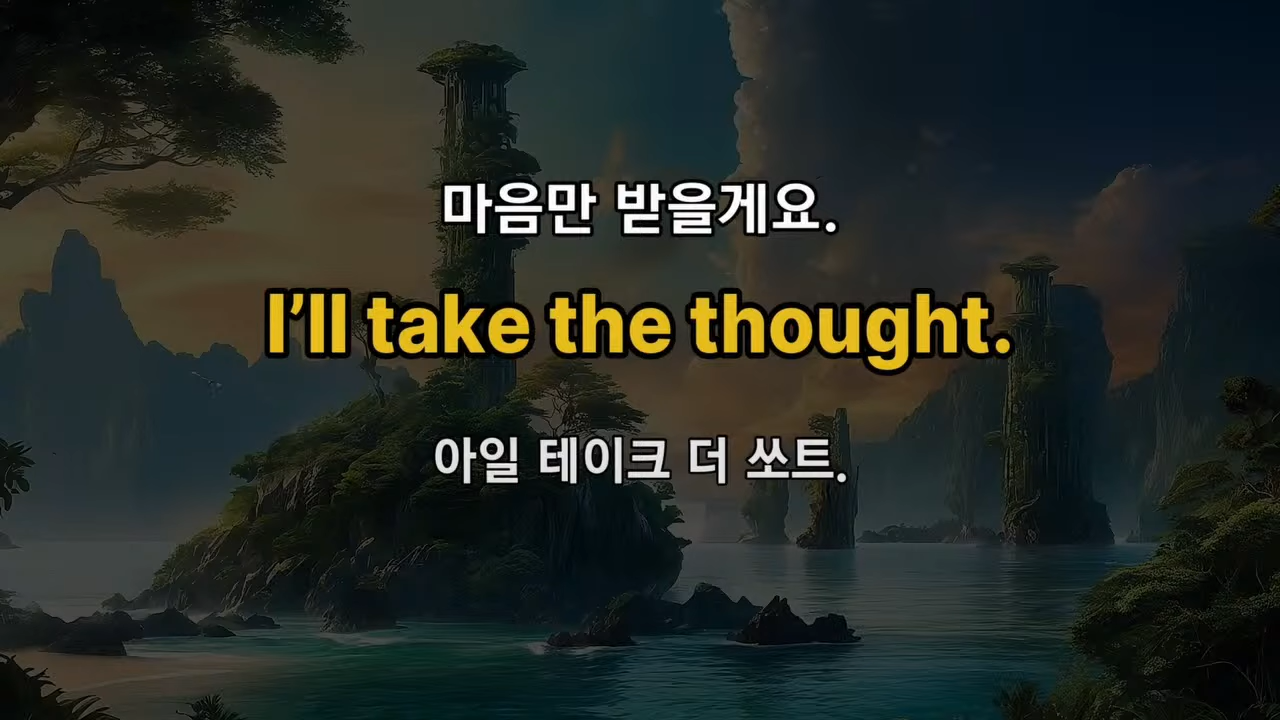 마음만 받을게요.
I’ll take the thought.
아일 테이크 더 쏘트.